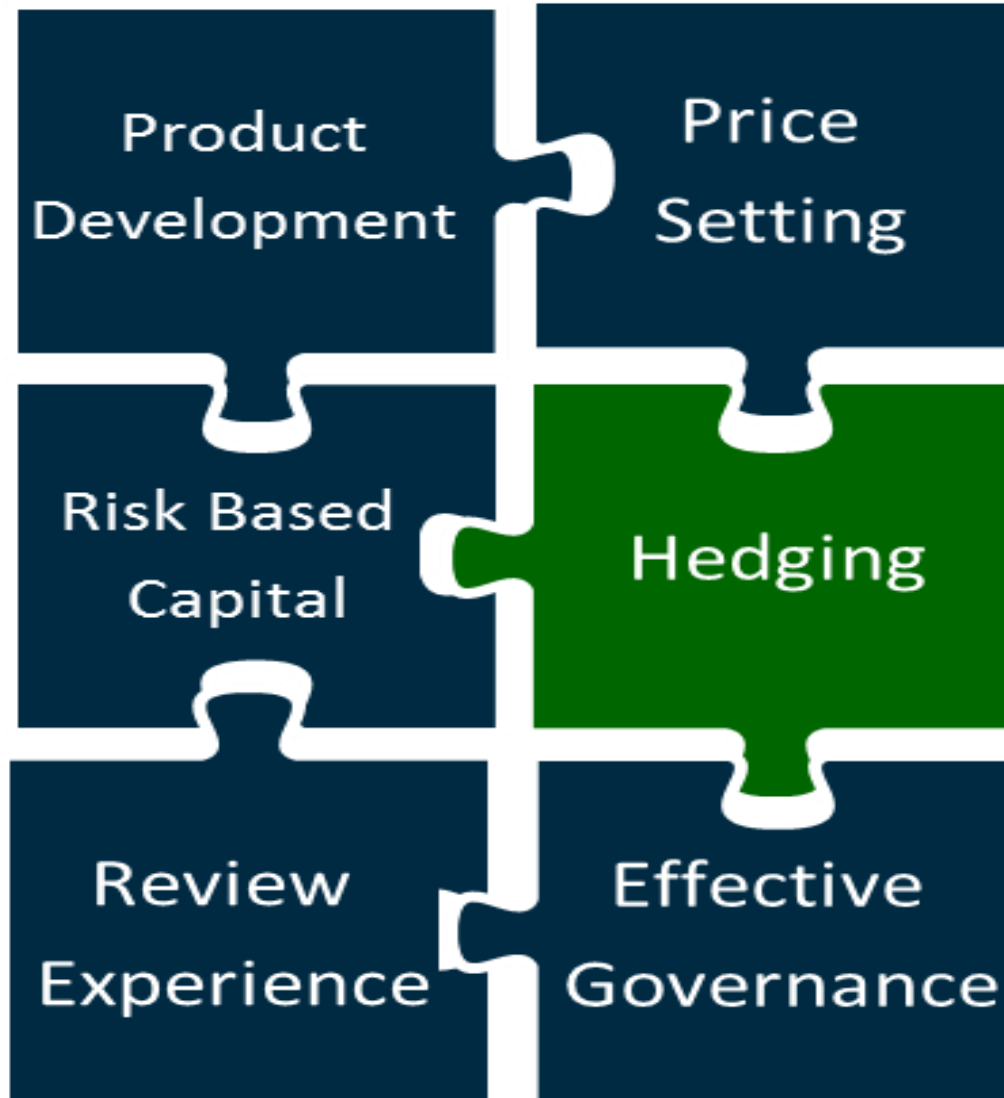 Product
Development
Price
Setting
Risk Based
Capital
Hedging
Review
Experience
Effective
Governance